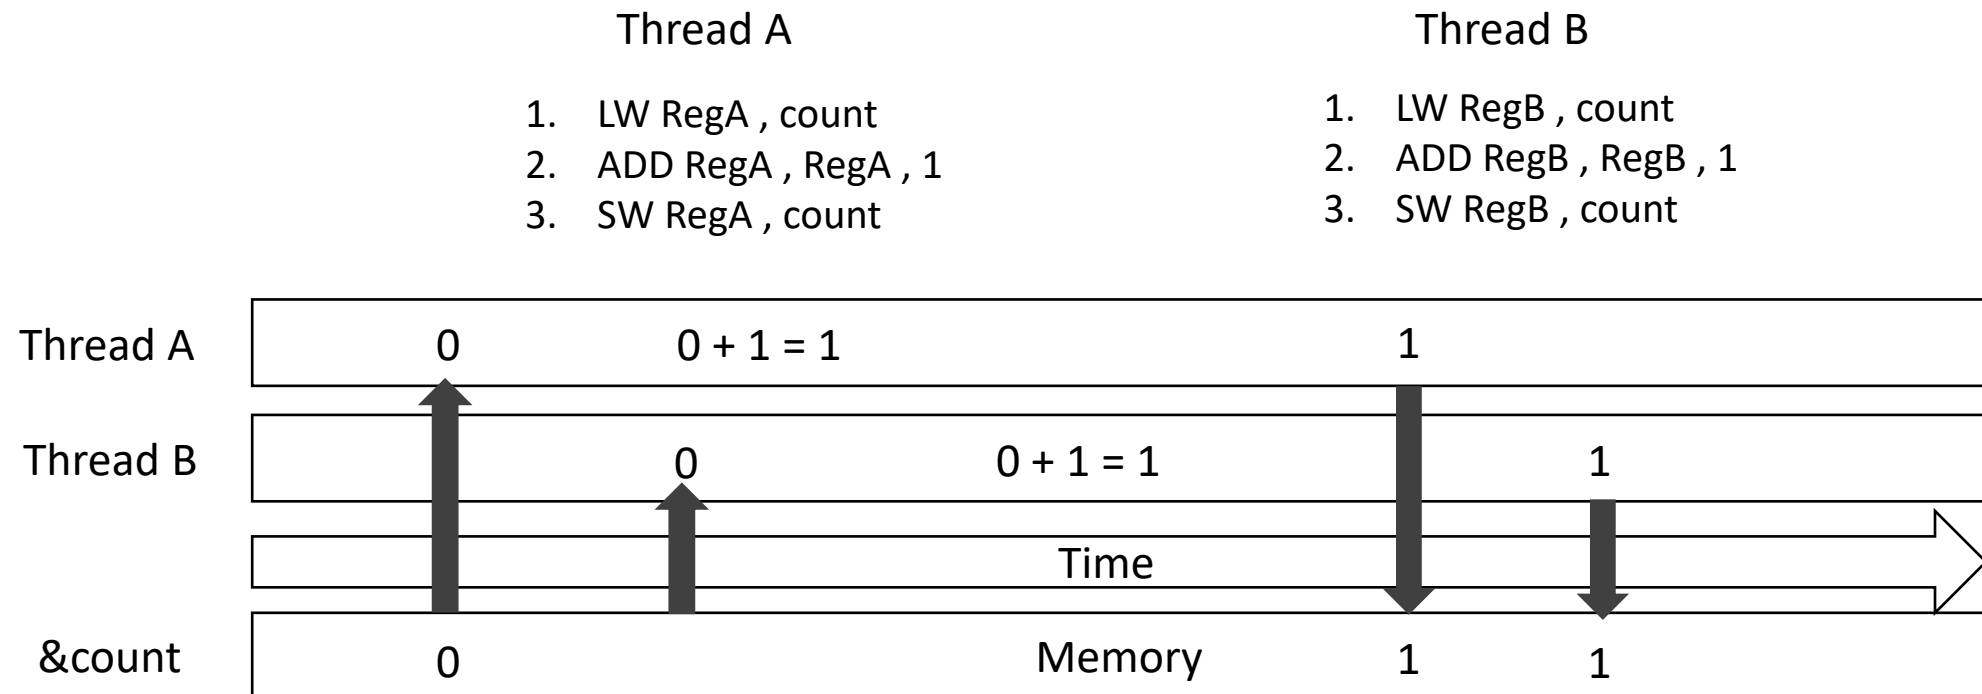 Thread A
1. LW RegA , count
2. ADD RegA , RegA , 1
3. SW RegA , count
Thread B
1. LW RegB , count
2. ADD RegB , RegB , 1
3. SW RegB , count
Thread A 0 0 + 1 = 1 1
Thread B 0 0 + 1 = 1 1
Time
&count 0 Memory 1 1